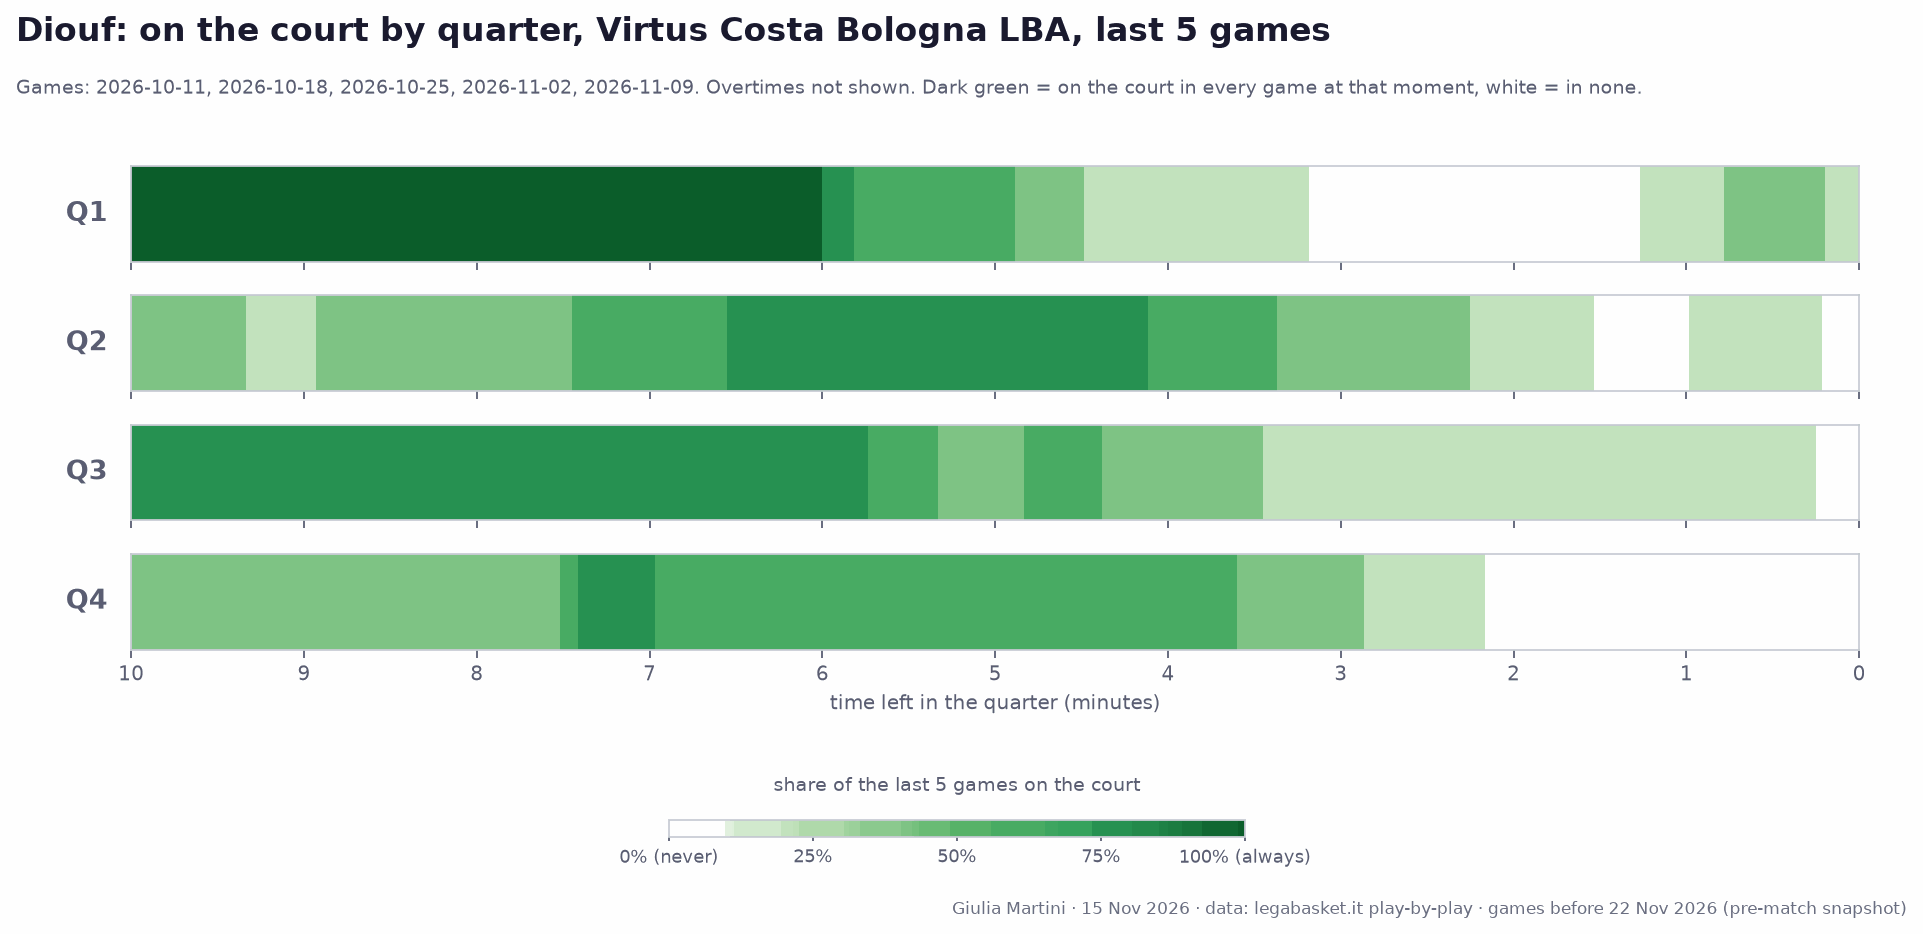 Diouf: on the court by quarter, Virtus Costa Bologna LBA, last 5 games
Games: 2026-10-11, 2026-10-18, 2026-10-25, 2026-11-02, 2026-11-09. Overtimes not shown. Dark green = on the court in every game at that moment, white = in none.
Q1
Q2
Q3
Q4
10 9 8 7 6 5 4 3 2 1 0
time left in the quarter (minutes)
share of the last 5 games on the court
0% (never) 25% 50% 75% 100% (always)
Giulia Martini · 15 Nov 2026 · data: legabasket.it play-by-play · games before 22 Nov 2026 (pre-match snapshot)